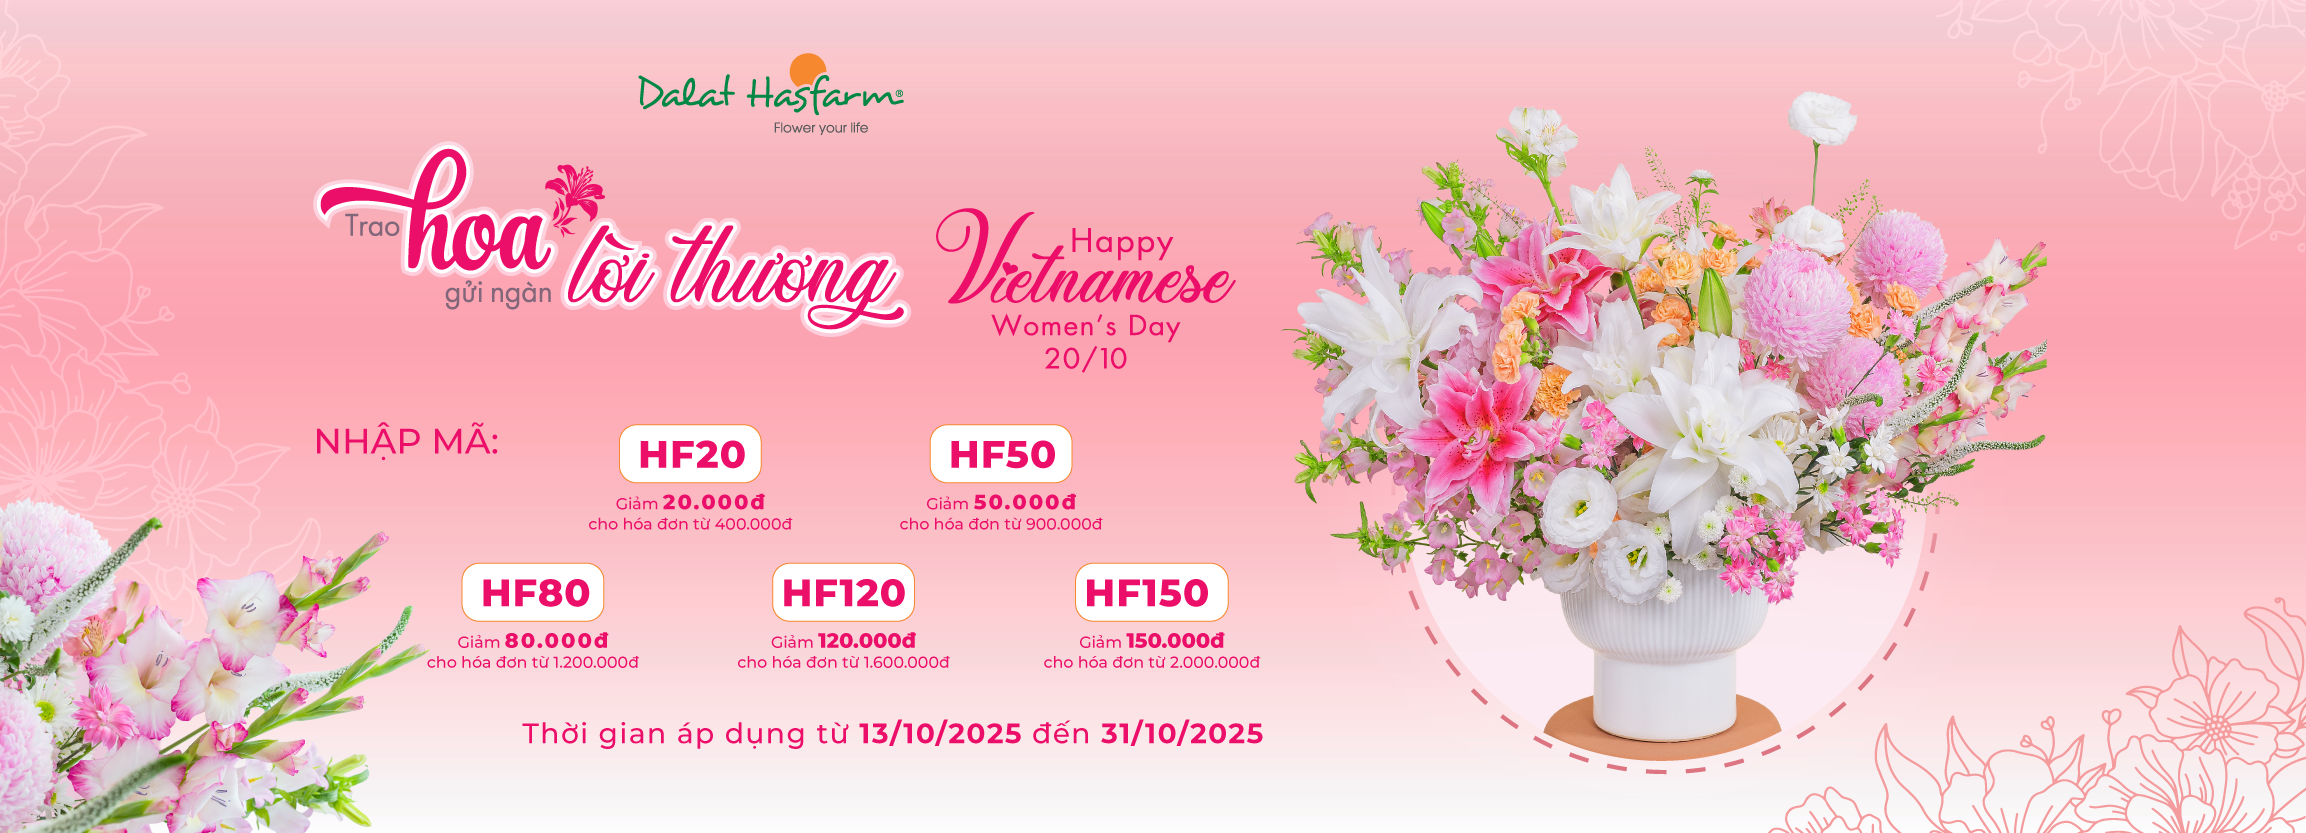 Dalat Hasfarm®
Flower your life
Trao hoa
gửi ngàn lời thương
Happy
Vietnamese
Women's Day
20/10
NHẬP MÃ:
HF20
Giảm 20.000đ
cho hóa đơn từ 400.000đ
HF50
Giảm 50.000đ
cho hóa đơn từ 900.000đ
HF80
Giảm 80.000đ
cho hóa đơn từ 1.200.000đ
HF120
Giảm 120.000đ
cho hóa đơn từ 1.600.000đ
HF150
Giảm 150.000đ
cho hóa đơn từ 2.000.000đ
Thời gian áp dụng từ 13/10/2025 đến 31/10/2025